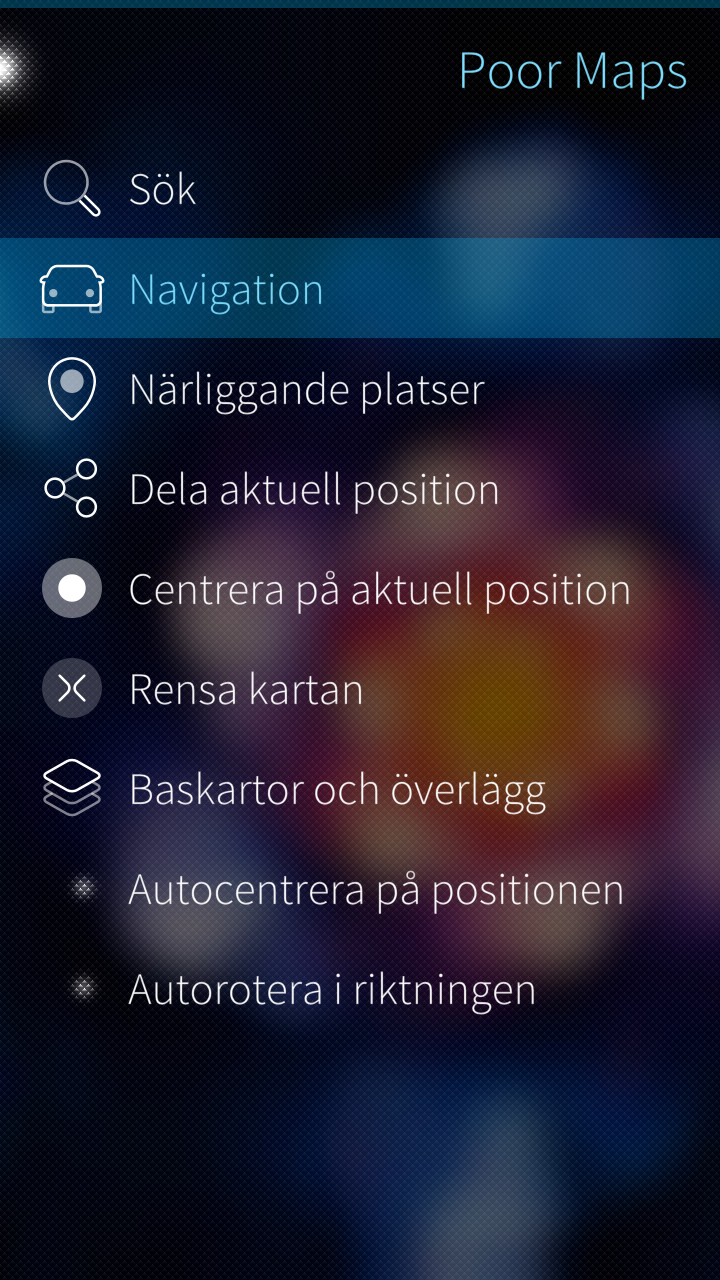 Poor Maps
Sök
Navigation
Närliggande platser
Dela aktuell position
Centrera på aktuell position
Rensa kartan
Baskartor och överlägg
Autocentrera på positionen
Autorotera i riktningen